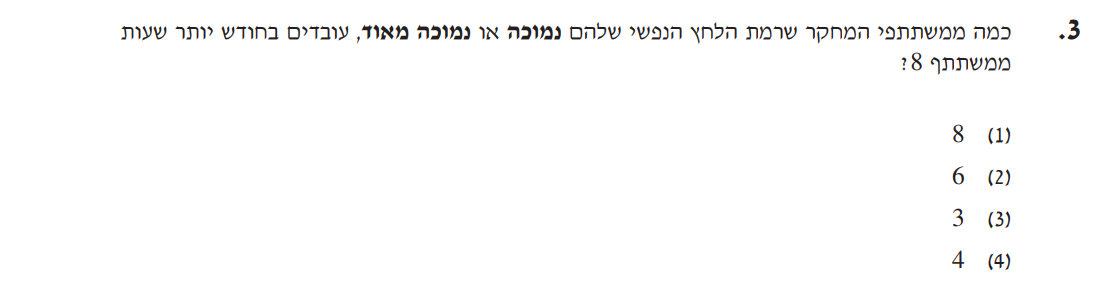 3. כמה ממשתתפי המחקר שרמת הלחץ הנפשי שלהם נמוכה או נמוכה מאוד, עובדים בחודש יותר שעות
ממשתתף 8?
(1) 8
(2) 6
(3) 3
(4) 4